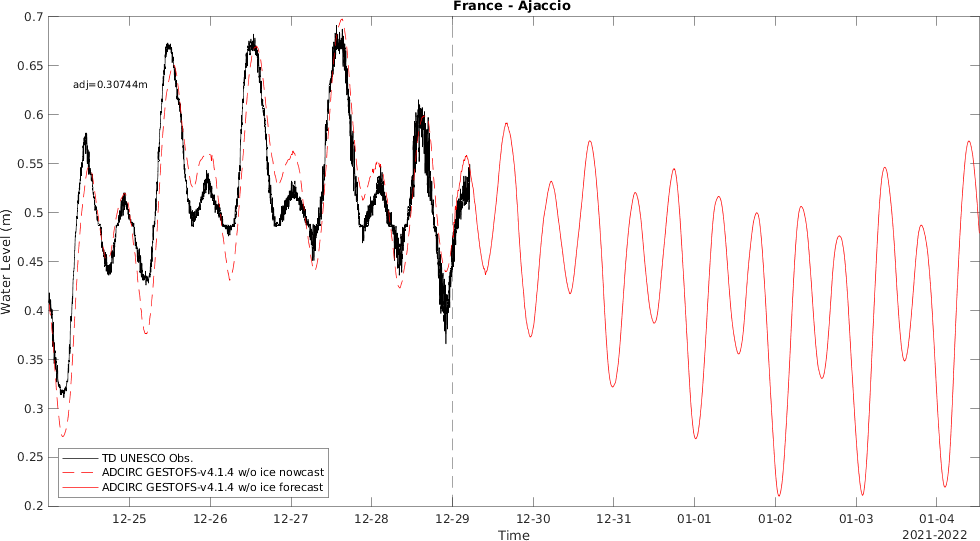 France - Ajaccio
0.7
0.65
0.6
0.55
0.5
0.45
0.4
0.35
0.3
0.25
0.2
Water Level (m)
adj=0.30744m
TD UNESCO Obs.
ADCIRC GESTOFS-v4.1.4 w/o ice nowcast
ADCIRC GESTOFS-v4.1.4 w/o ice forecast
12-25 12-26 12-27 12-28 12-29 12-30 12-31 01-01 01-02 01-03 01-04
Time
2021-2022